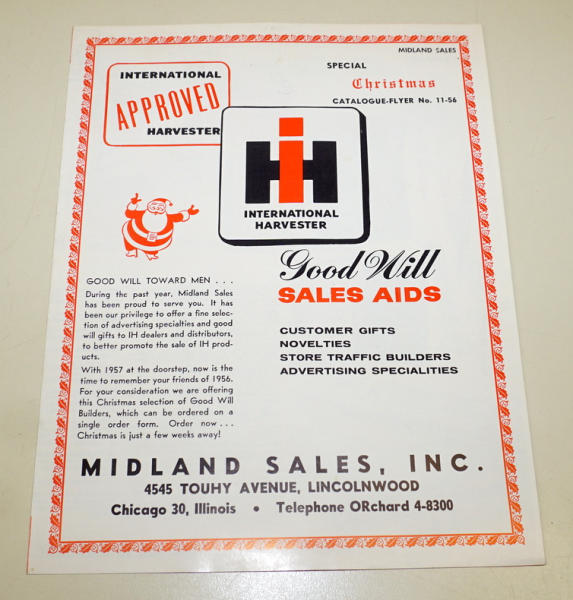 MIDLAND SALES
SPECIAL
Christmas
CATALOGUE-FLYER No. 11-56
INTERNATIONAL
APPROVED
HARVESTER
IH
INTERNATIONAL
HARVESTER
Good Will
SALES AIDS
CUSTOMER GIFTS
NOVELTIES
STORE TRAFFIC BUILDERS
ADVERTISING SPECIALITIES
GOOD WILL TOWARD MEN . . .
During the past year, Midland Sales
has been proud to serve you. It has
been our privilege to offer a fine selec-
tion of advertising specialties and good
will gifts to IH dealers and distributors,
to better promote the sale of IH prod-
ucts.
With 1957 at the doorstep, now is the
time to remember your friends of 1956.
For your consideration we are offering
this Christmas selection of Good Will
Builders, which can be ordered on a
single order form. Order now . . .
Christmas is just a few weeks away!
MIDLAND SALES, INC.
4545 TOUHY AVENUE, LINCOLNWOOD
Chicago 30, Illinois • Telephone ORchard 4-8300